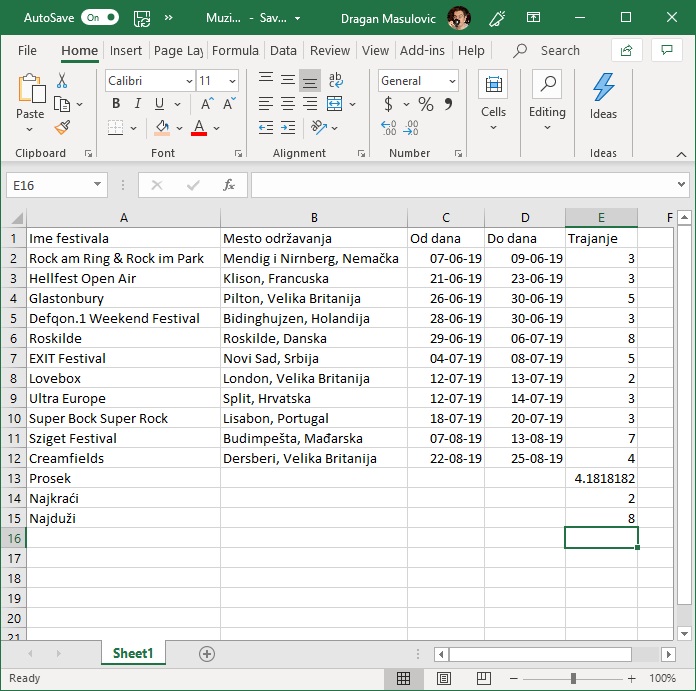 AutoSave On Muzi... - Sav... Dragan Masulovic
File Home Insert Page Lay Formula Data Review View Add-ins Help Search
Calibri 11 ab General
Paste B I U A A $ % Cells Editing Ideas
A .00
Clipboard Font Alignment Number Ideas
E16 fx
A B C D E F
1 Ime festivala Mesto održavanja Od dana Do dana Trajanje
2 Rock am Ring & Rock im Park Mendig i Nirnberg, Nemačka 07-06-19 09-06-19 3
3 Hellfest Open Air Klison, Francuska 21-06-19 23-06-19 3
4 Glastonbury Pilton, Velika Britanija 26-06-19 30-06-19 5
5 Defqon.1 Weekend Festival Bidinghujzen, Holandija 28-06-19 30-06-19 3
6 Roskilde Roskilde, Danska 29-06-19 06-07-19 8
7 EXIT Festival Novi Sad, Srbija 04-07-19 08-07-19 5
8 Lovebox London, Velika Britanija 12-07-19 13-07-19 2
9 Ultra Europe Split, Hrvatska 12-07-19 14-07-19 3
10 Super Bock Super Rock Lisabon, Portugal 18-07-19 20-07-19 3
11 Sziget Festival Budimpešta, Mađarska 07-08-19 13-08-19 7
12 Creamfields Dersberi, Velika Britanija 22-08-19 25-08-19 4
13 Prosek 4.1818182
14 Najkraći 2
15 Najduži 8
16
17
18
19
20
21
Sheet1
Ready 100%